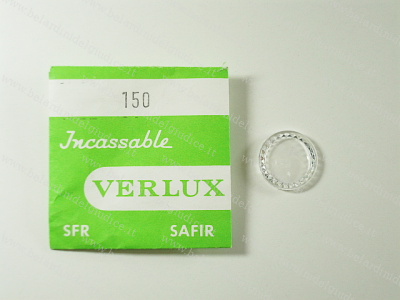 150
Incassable
VERLUX
SFR SAFIR